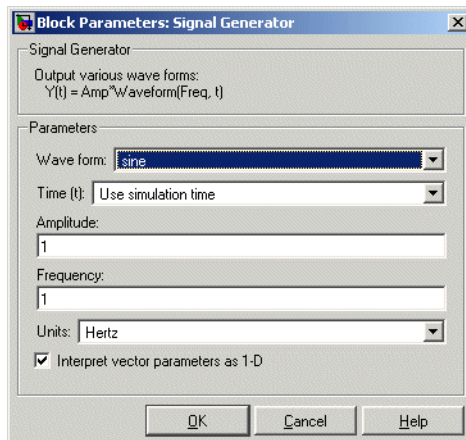 Block Parameters: Signal Generator
Signal Generator
Output various wave forms:
Y(t) = Amp*Waveform(Freq, t)
Parameters
Wave form: sine
Time (t): Use simulation time
Amplitude:
1
Frequency:
1
Units: Hertz
Interpret vector parameters as 1-D
OK Cancel Help